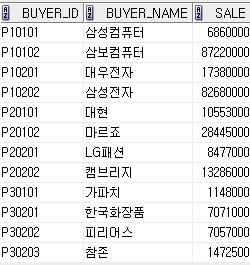 BUYER_ID BUYER_NAME SALE
P10101 삼성컴퓨터 6860000
P10102 삼보컴퓨터 87220000
P10201 대우전자 17380000
P10202 삼성전자 82680000
P20101 대현 10553000
P20102 마르죠 28445000
P20201 LG패션 8477000
P20202 캠브리지 13286000
P30101 가파치 1148000
P30201 한국화장품 7071000
P30202 피리어스 7057000
P30203 참존 1472500